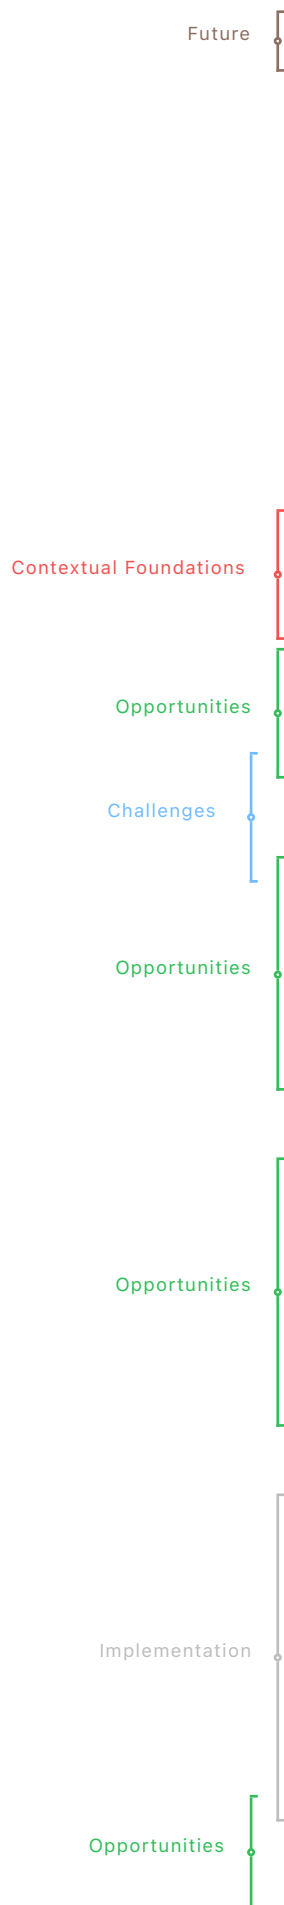 Future
Contextual Foundations
Opportunities
Challenges
Opportunities
Opportunities
Implementation
Opportunities